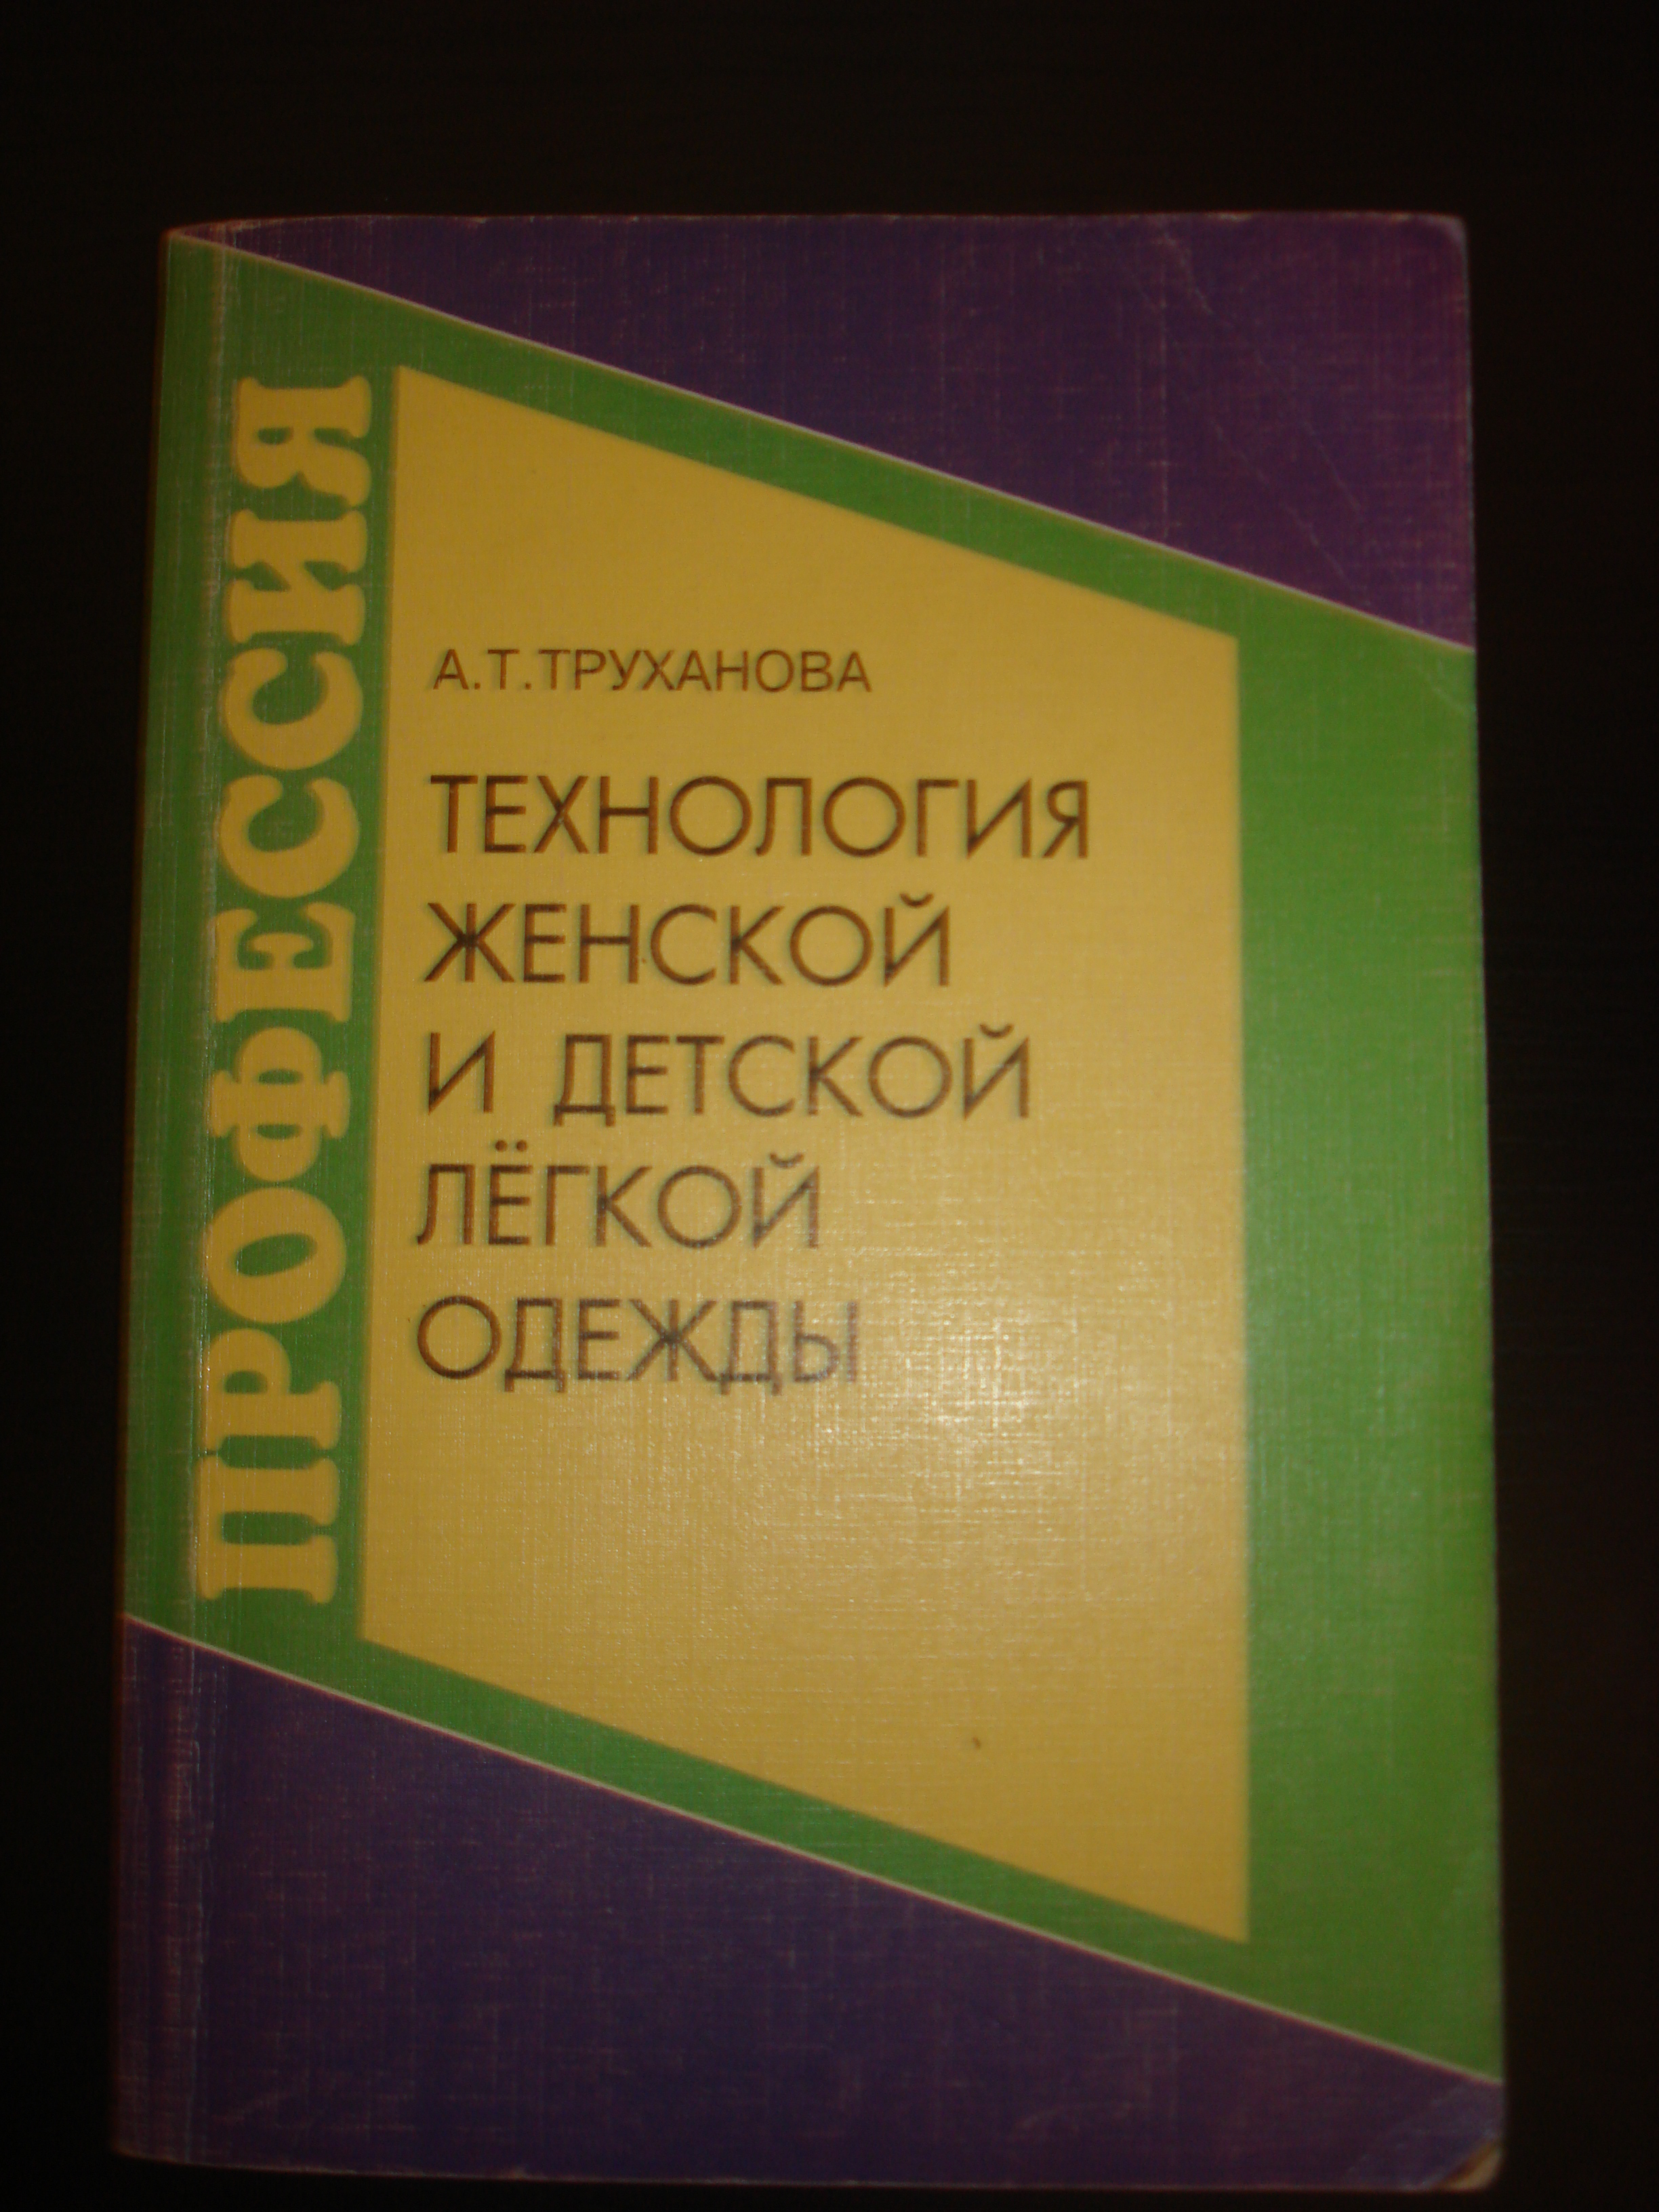 ПРОФЕССИЯ
А.Т.ТРУХАНОВА
ТЕХНОЛОГИЯ
ЖЕНСКОЙ
И ДЕТСКОЙ
ЛЁГКОЙ
ОДЕЖДЫ